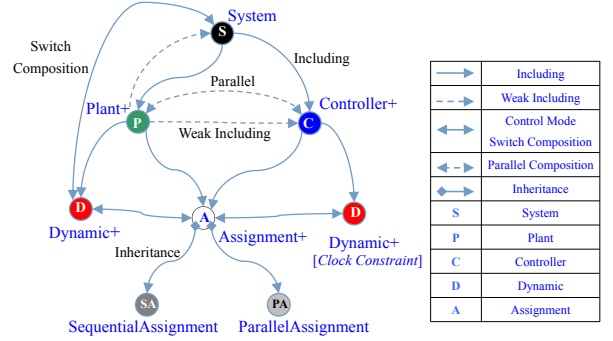 System
S
Switch
Composition
Including
Parallel
Plant+
Controller+
P
Weak Including
C
D
A
D
Dynamic+
Assignment+
Dynamic+
[Clock Constraint]
Inheritance
SA
PA
SequentialAssignment
ParallelAssignment
Including
Weak Including
Control Mode
Switch Composition
Parallel Composition
Inheritance
S System
P Plant
C Controller
D Dynamic
A Assignment